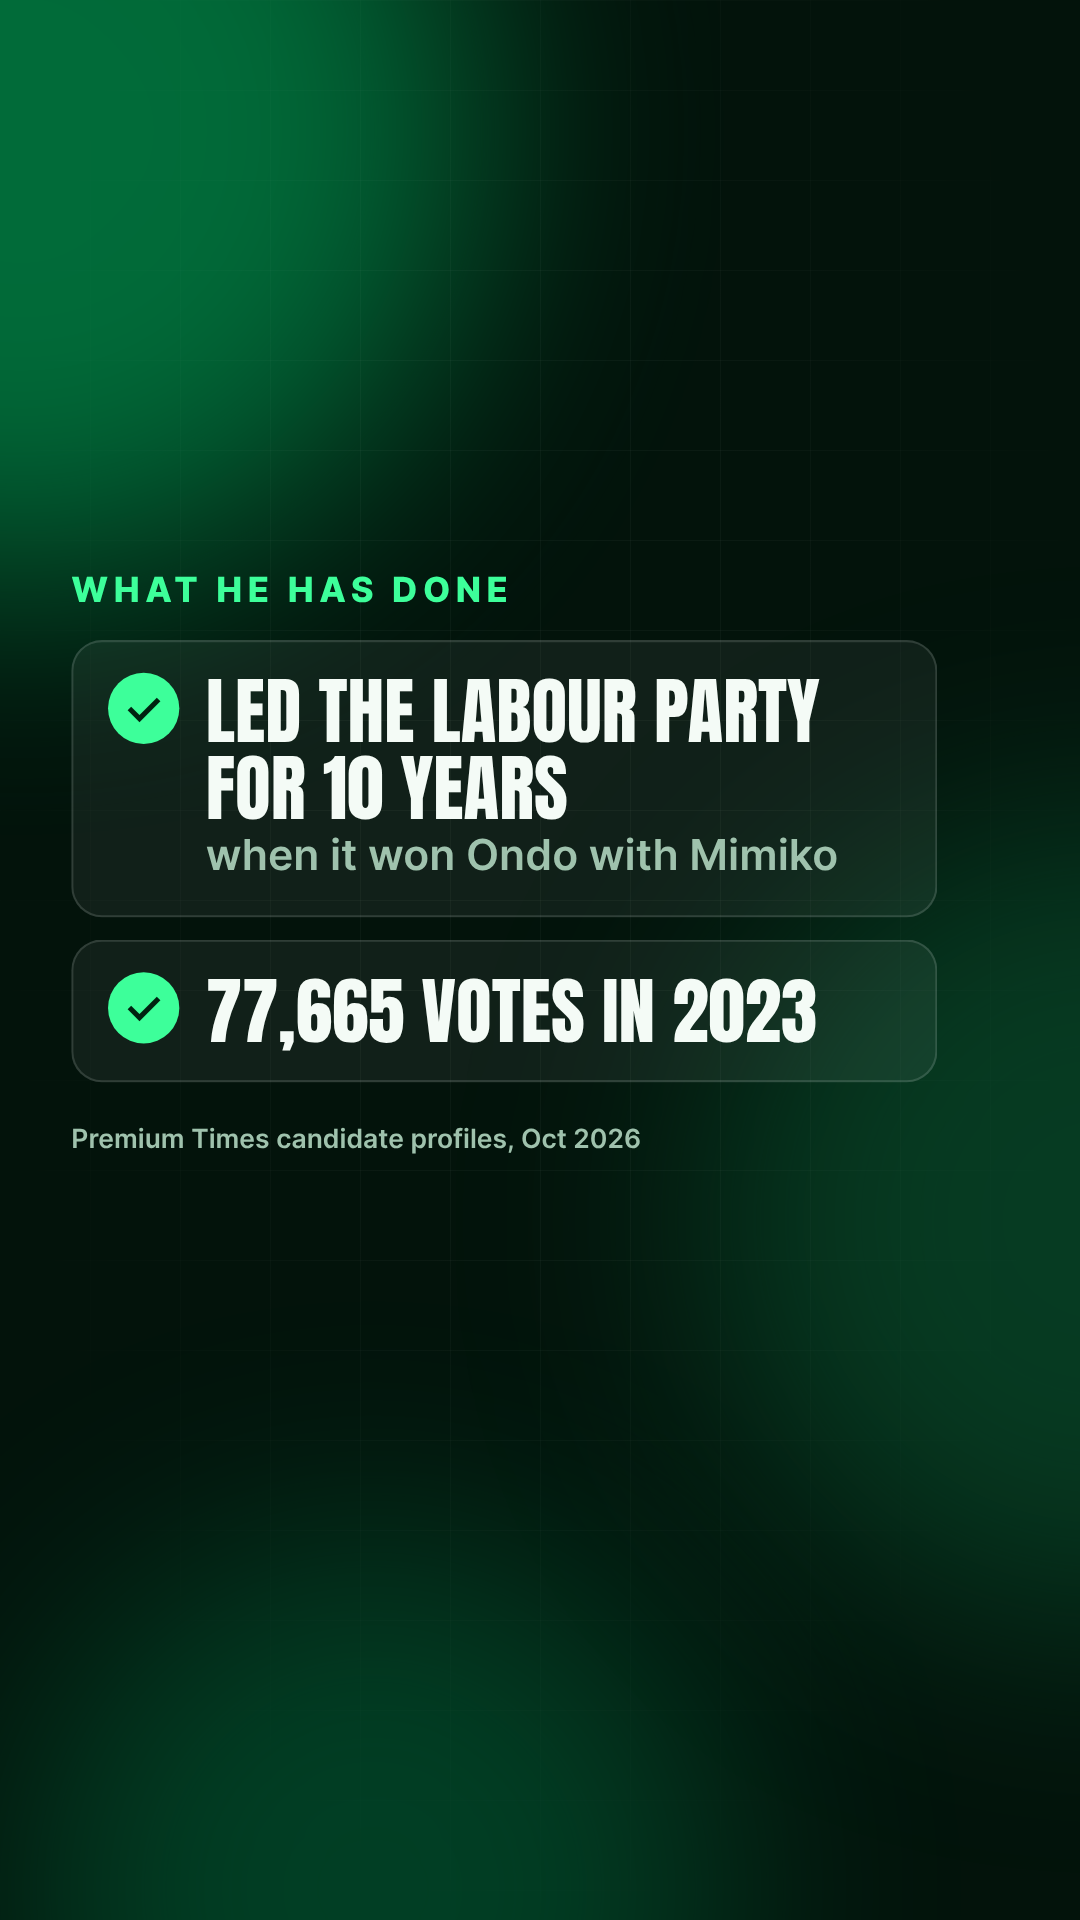 WHAT HE HAS DONE
LED THE LABOUR PARTY
FOR 10 YEARS
when it won Ondo with Mimiko
77,665 VOTES IN 2023
Premium Times candidate profiles, Oct 2026